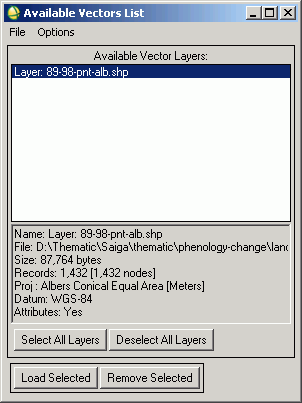 Available Vectors List
File Options
Available Vector Layers:
Layer: 89-98-pnt-alb.shp
Name: Layer: 89-98-pnt-alb.shp
File: D:\Thematic\Saiga\thematic\phenology-change\land
Size: 87,764 bytes
Records: 1,432 [1,432 nodes]
Proj : Albers Conical Equal Area [Meters]
Datum: WGS-84
Attributes: Yes
Select All Layers Deselect All Layers
Load Selected Remove Selected